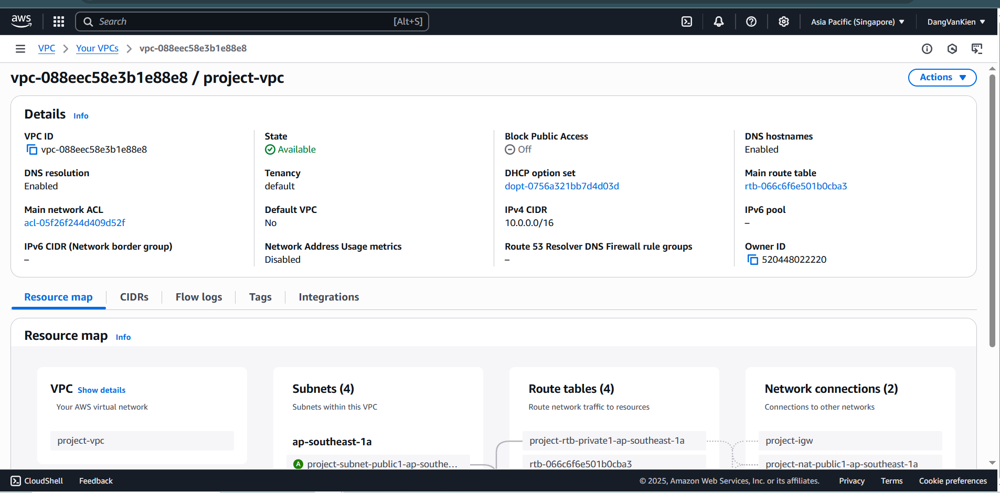 aws
Search [Alt+S]
Asia Pacific (Singapore)
DangVanKien
VPC
Your VPCs
vpc-088eec58e3b1e88e8
vpc-088eec58e3b1e88e8 / project-vpc
Actions
Details Info
VPC ID
vpc-088eec58e3b1e88e8
State
Available
Block Public Access
Off
DNS hostnames
Enabled
DNS resolution
Enabled
Tenancy
default
DHCP option set
dopt-0756a321bb7d4d03d
Main route table
rtb-066c6f6e501b0cba3
Main network ACL
acl-05f26f244d409d52f
Default VPC
No
IPv4 CIDR
10.0.0.0/16
IPv6 pool
–
IPv6 CIDR (Network border group)
–
Network Address Usage metrics
Disabled
Route 53 Resolver DNS Firewall rule groups
–
Owner ID
520448022220
Resource map
CIDRs
Flow logs
Tags
Integrations
Resource map Info
VPC Show details
Your AWS virtual network
project-vpc
Subnets (4)
Subnets within this VPC
ap-southeast-1a
A project-subnet-public1-ap-southe...
Route tables (4)
Route network traffic to resources
project-rtb-private1-ap-southeast-1a
rtb-066c6f6e501b0cba3
Network connections (2)
Connections to other networks
project-igw
project-nat-public1-ap-southeast-1a
CloudShell
Feedback
© 2025, Amazon Web Services, Inc. or its affiliates.
Privacy
Terms
Cookie preferences